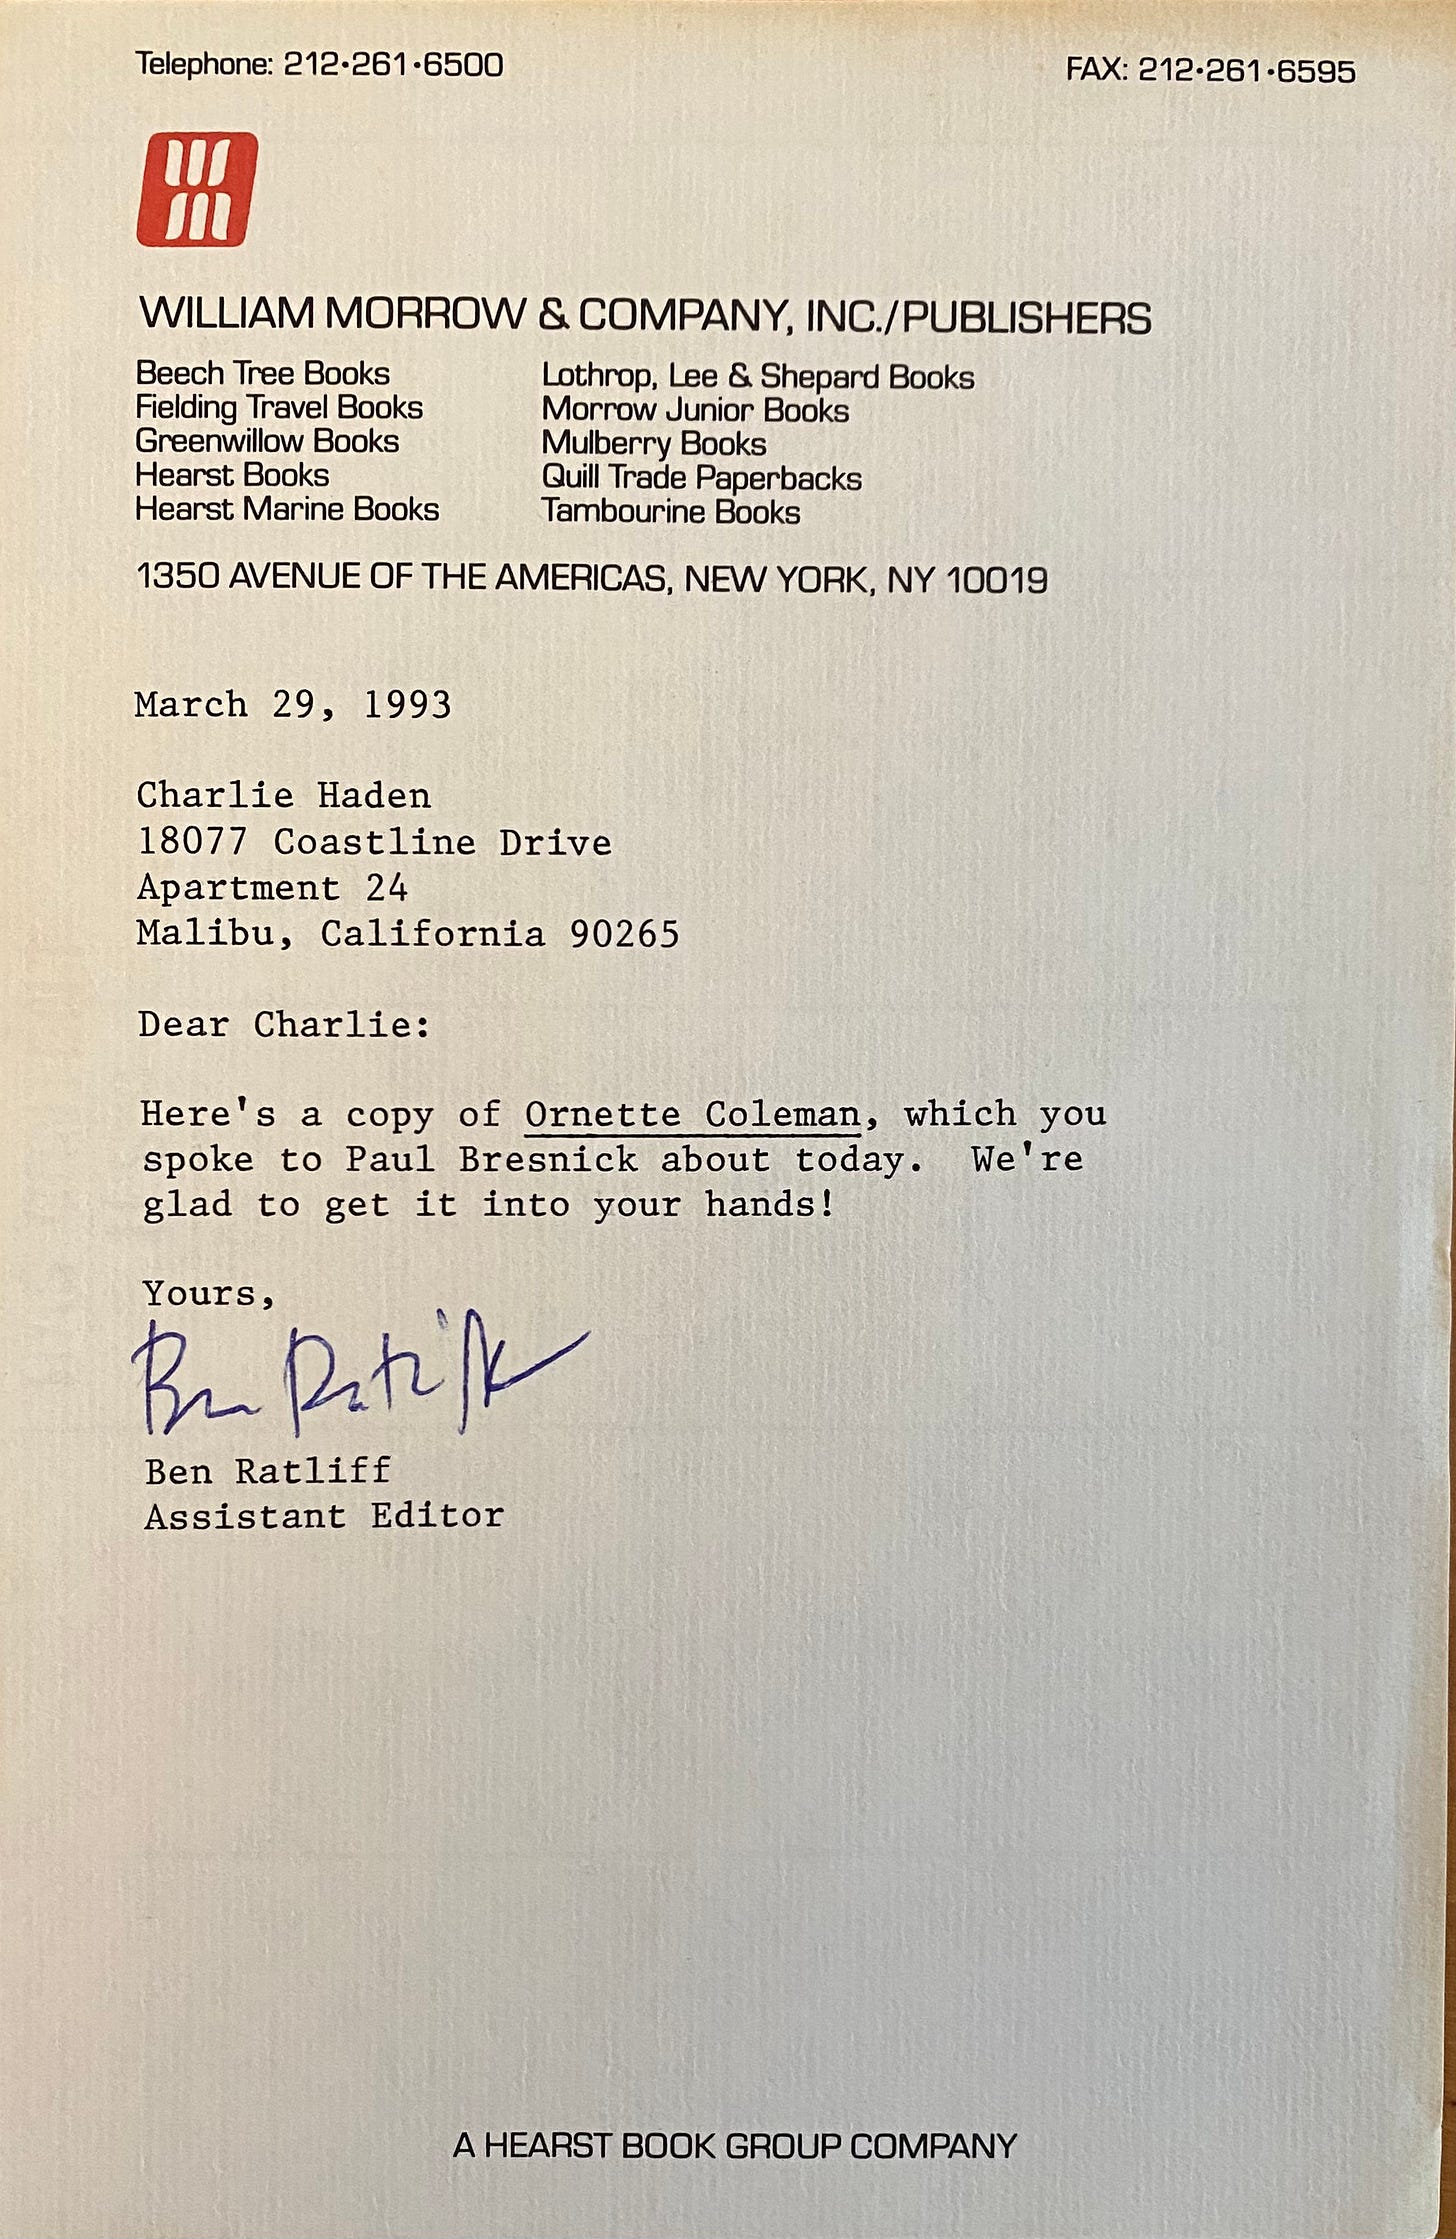 Telephone: 212•261•6500
FAX: 212•261•6595
WILLIAM MORROW & COMPANY, INC./PUBLISHERS
Beech Tree Books
Fielding Travel Books
Greenwillow Books
Hearst Books
Hearst Marine Books
Lothrop, Lee & Shepard Books
Morrow Junior Books
Mulberry Books
Quill Trade Paperbacks
Tambourine Books
1350 AVENUE OF THE AMERICAS, NEW YORK, NY 10019
March 29, 1993
Charlie Haden
18077 Coastline Drive
Apartment 24
Malibu, California 90265
Dear Charlie:
Here's a copy of Ornette Coleman, which you
spoke to Paul Bresnick about today.  We're
glad to get it into your hands!
Yours,
Ben Ratliff
Ben Ratliff
Assistant Editor
A HEARST BOOK GROUP COMPANY